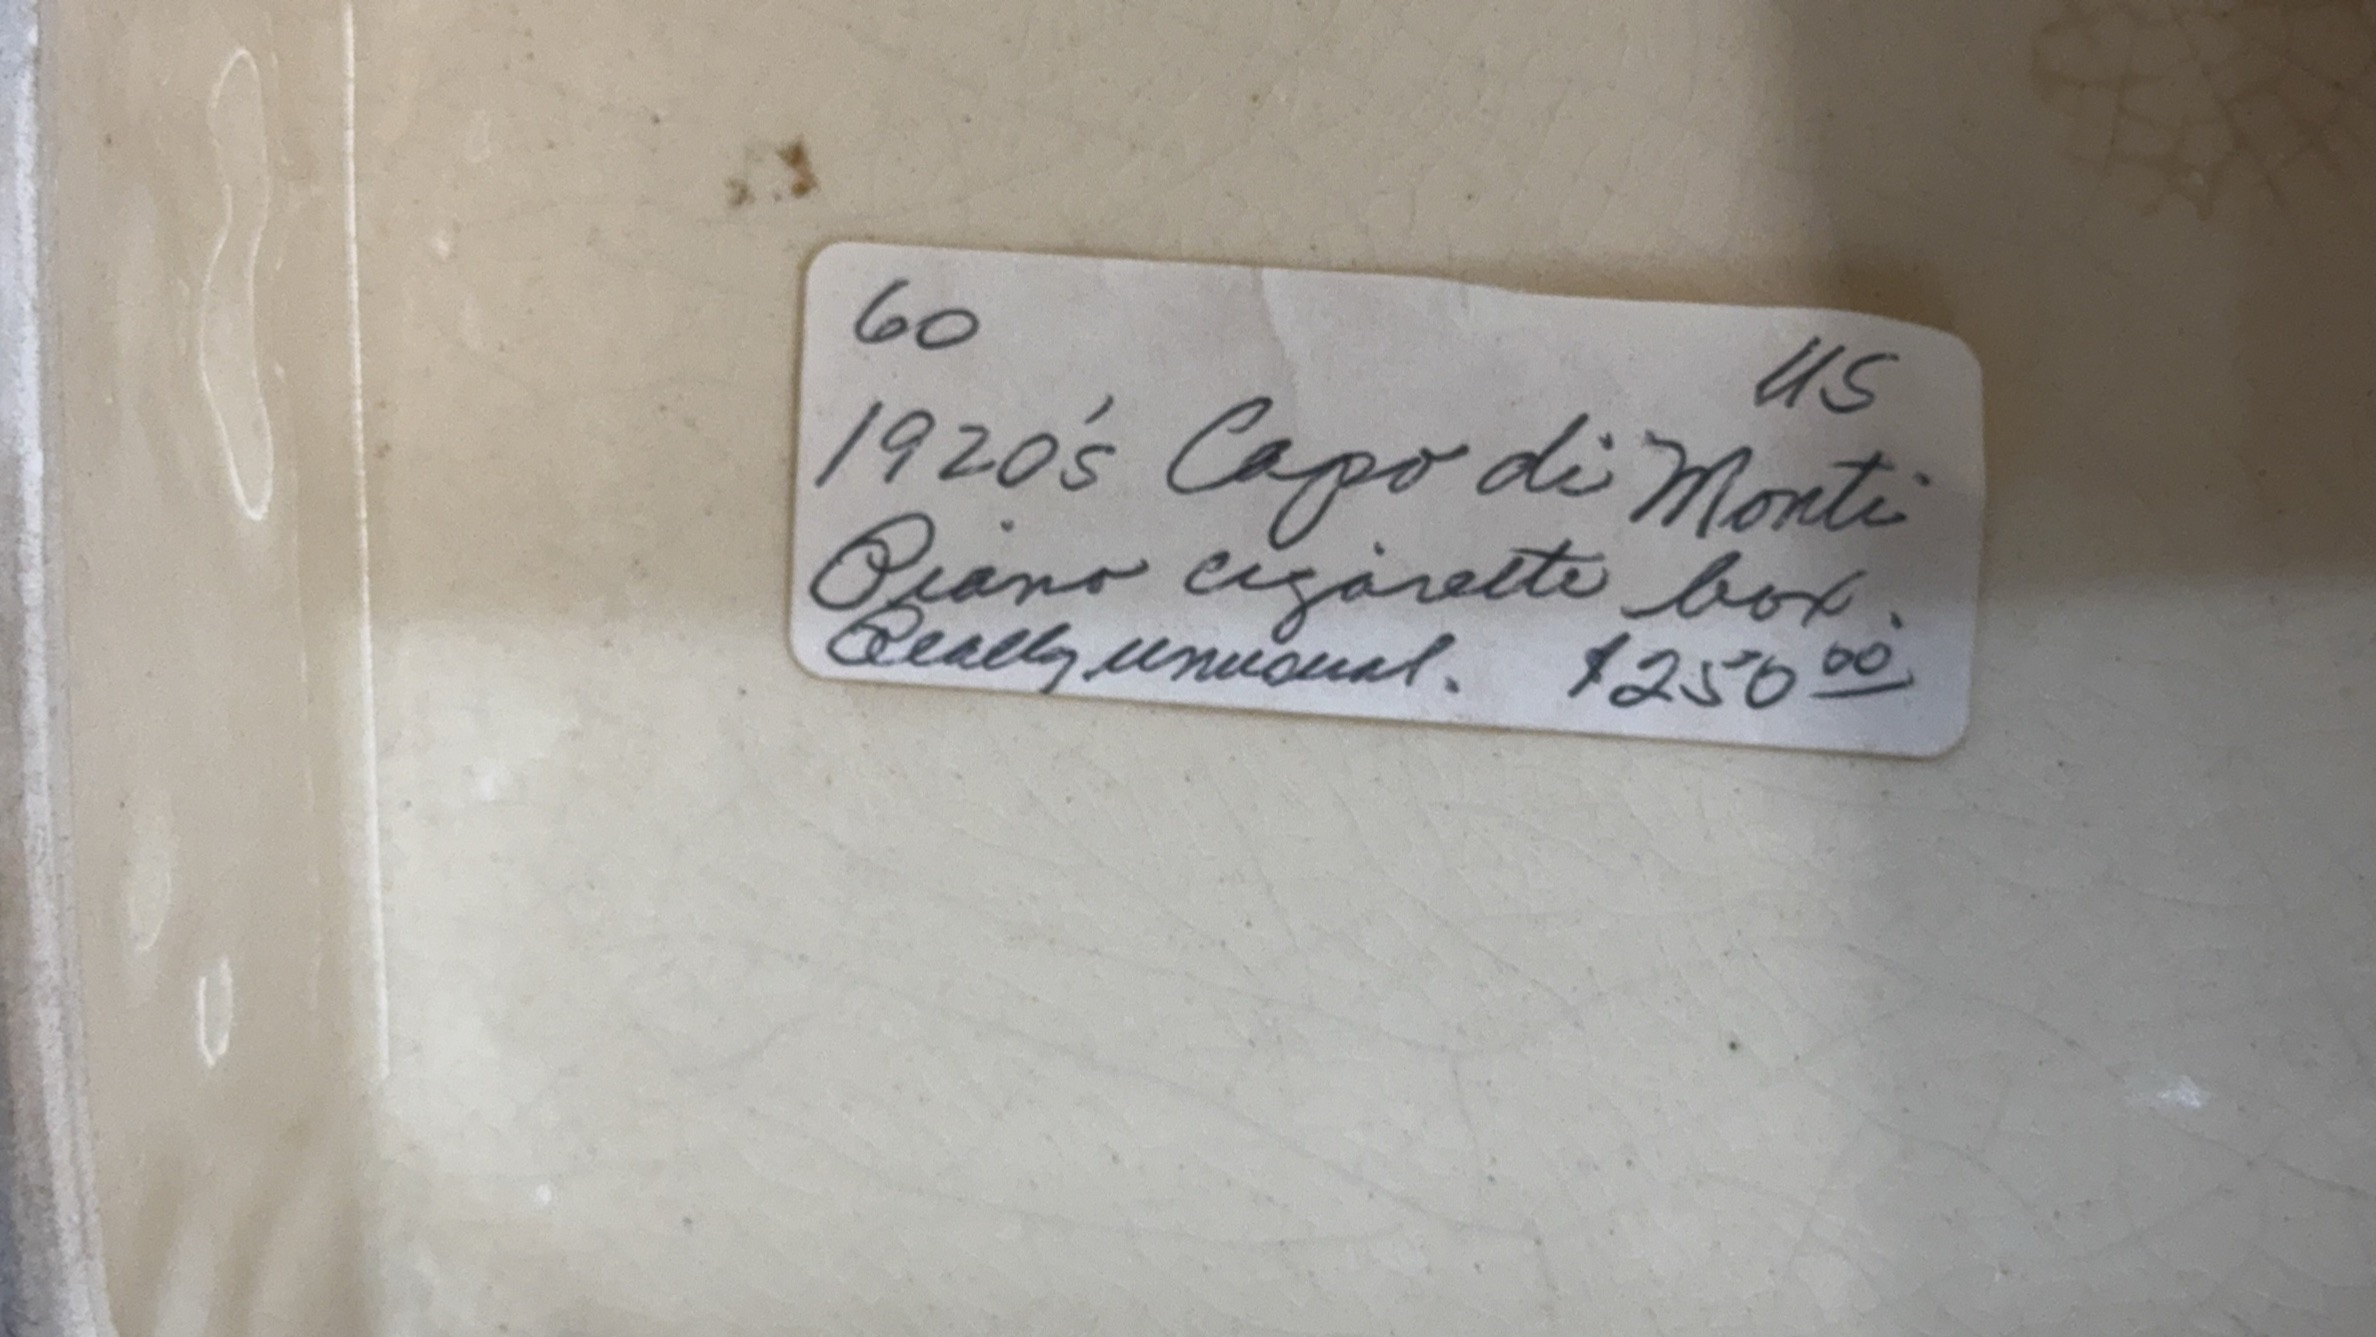 60
US
1920's Capo di Monti
Piano cigarette box.
Really unusual. $250.00